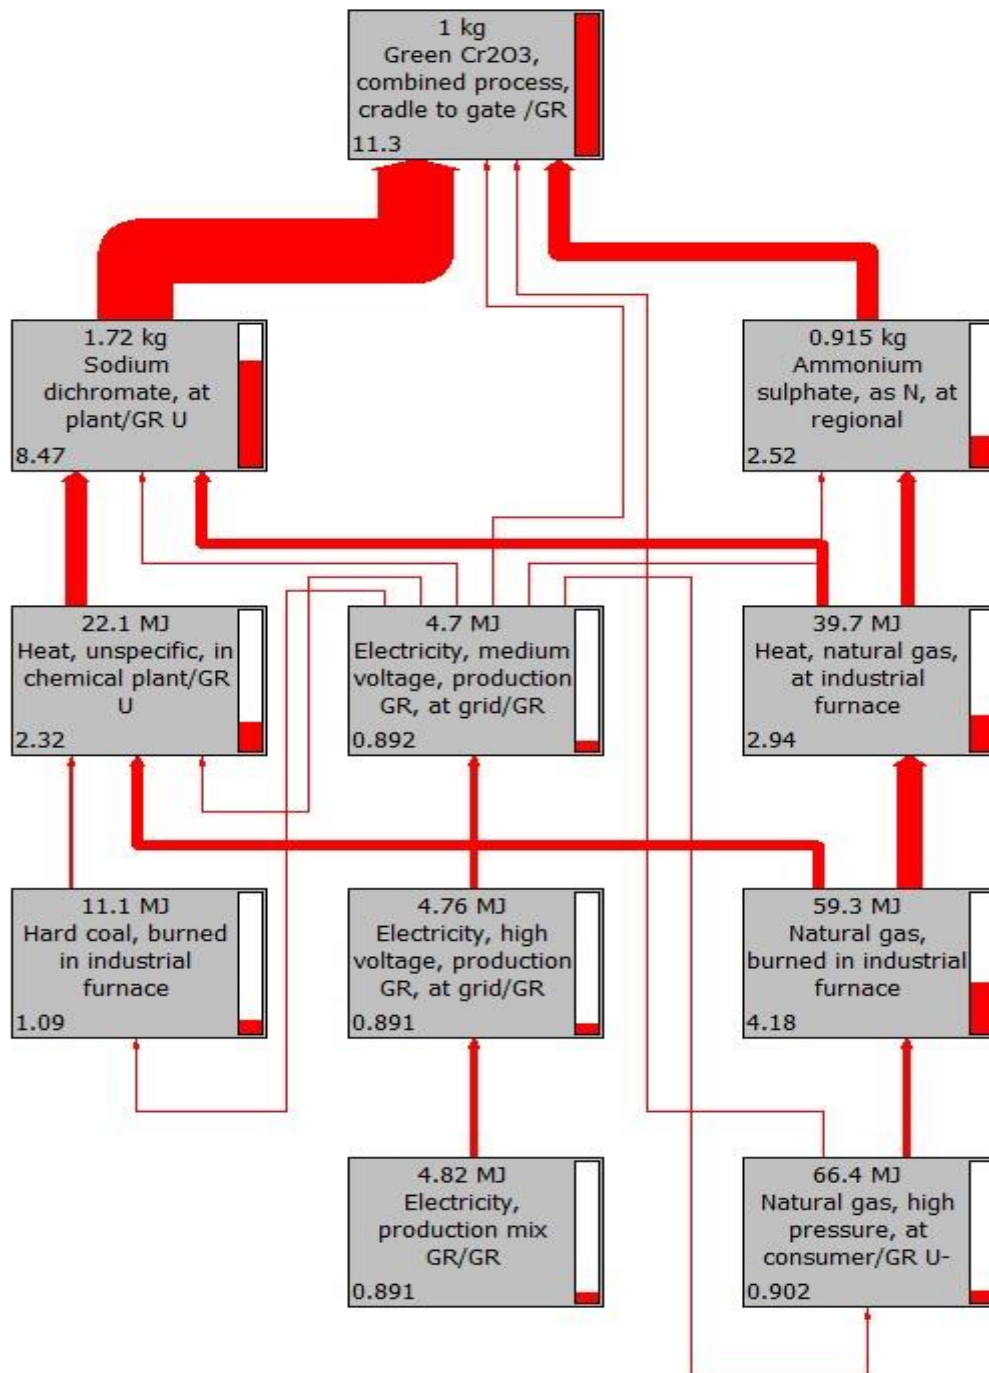 1 kg
Green Cr2O3,
combined process,
cradle to gate /GR
11.3
1.72 kg
Sodium
dichromate, at
plant/GR U
8.47
0.915 kg
Ammonium
sulphate, as N, at
regional
2.52
22.1 MJ
Heat, unspecific, in
chemical plant/GR
U
2.32
4.7 MJ
Electricity, medium
voltage, production
GR, at grid/GR
0.892
39.7 MJ
Heat, natural gas,
at industrial
furnace
2.94
11.1 MJ
Hard coal, burned
in industrial
furnace
1.09
4.76 MJ
Electricity, high
voltage, production
GR, at grid/GR
0.891
59.3 MJ
Natural gas,
burned in industrial
furnace
4.18
4.82 MJ
Electricity,
production mix
GR/GR
0.891
66.4 MJ
Natural gas, high
pressure, at
consumer/GR U-
0.902